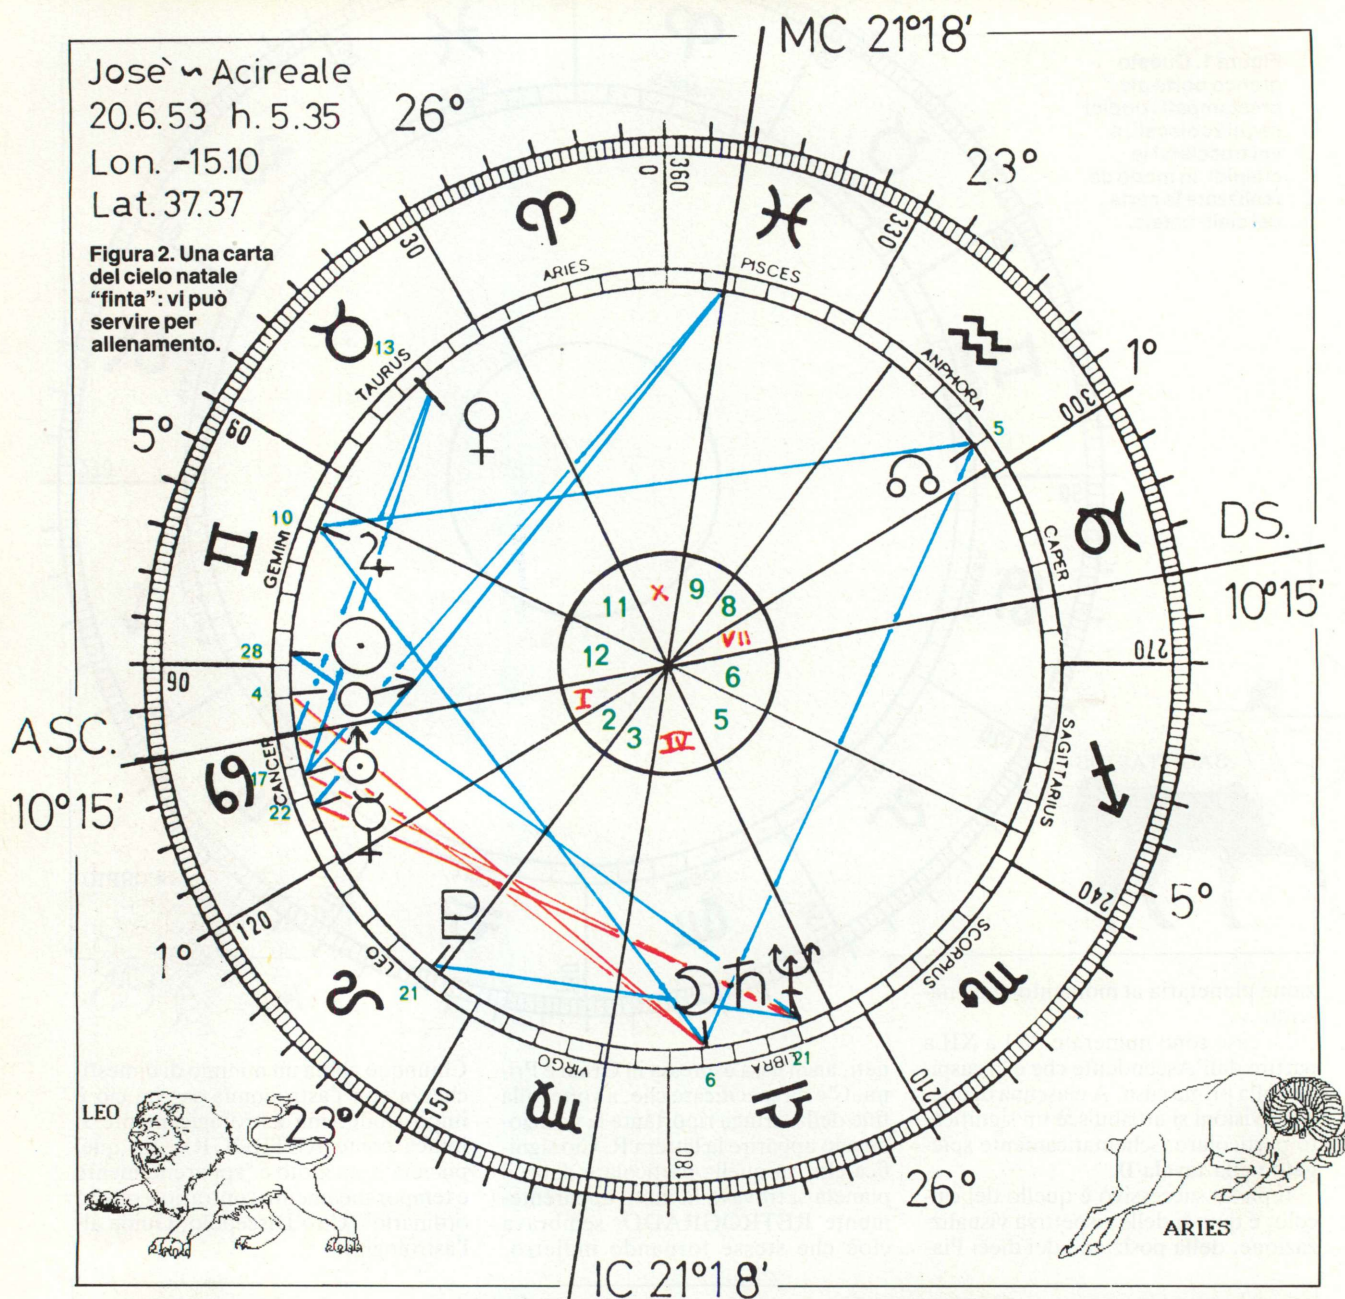 MC 21°18'
Josè ~ Acireale
20.6.53 h. 5.35
Lon. -15.10
Lat. 37.37
Figura 2. Una carta
del cielo natale
"finta": vi può
servire per
allenamento.
26°
23°
0 360
30
330
ARIES
PISCES
13
TAURUS
ANPHORA
1°
300
5°
60
5
10
GEMINI
CAPER
DS.
10°15'
11
X
9
8
VII
12
6
28
90
270
4
I
2
3
IV
5
ASC.
10°15'
CANCER
17
22
SAGITTARIUS
240
5°
120
1°
LEO
21
SCORPIUS
VIRGO
LIBRA
21
6
150
210
180
LEO
23°
26°
ARIES
IC 21°18'